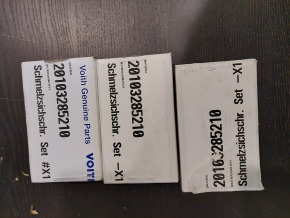 VOITH
Voith Genuine Parts
20103285210
Schmelzsichschr. Set #X1
20103285210
Schmelzsichschr. Set -X1
20103285210
Schmelzsichschr. Set -X1